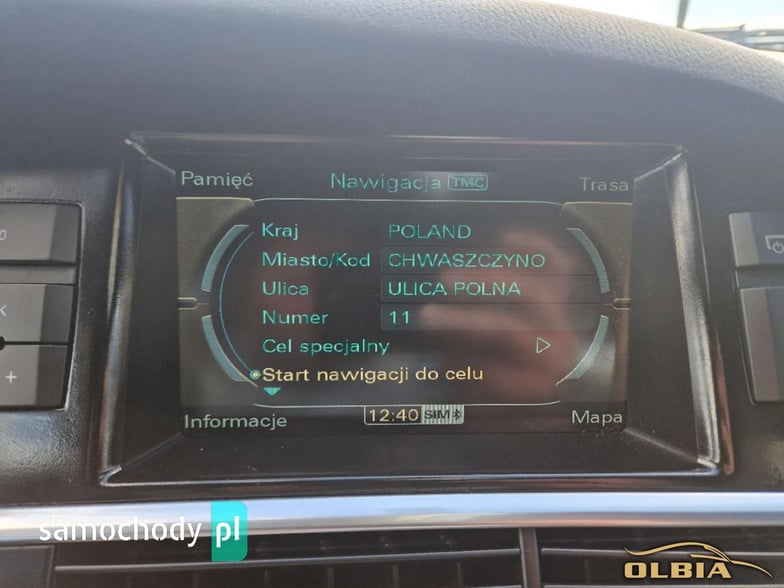 Pamięć
Nawigacja TMC
Trasa
Kraj POLAND
Miasto/Kod CHWASZCZYNO
Ulica ULICA POLNA
Numer 11
Cel specjalny
Start nawigacji do celu
Informacje
12:40 SIM
Mapa
samochody pl
OLBIA